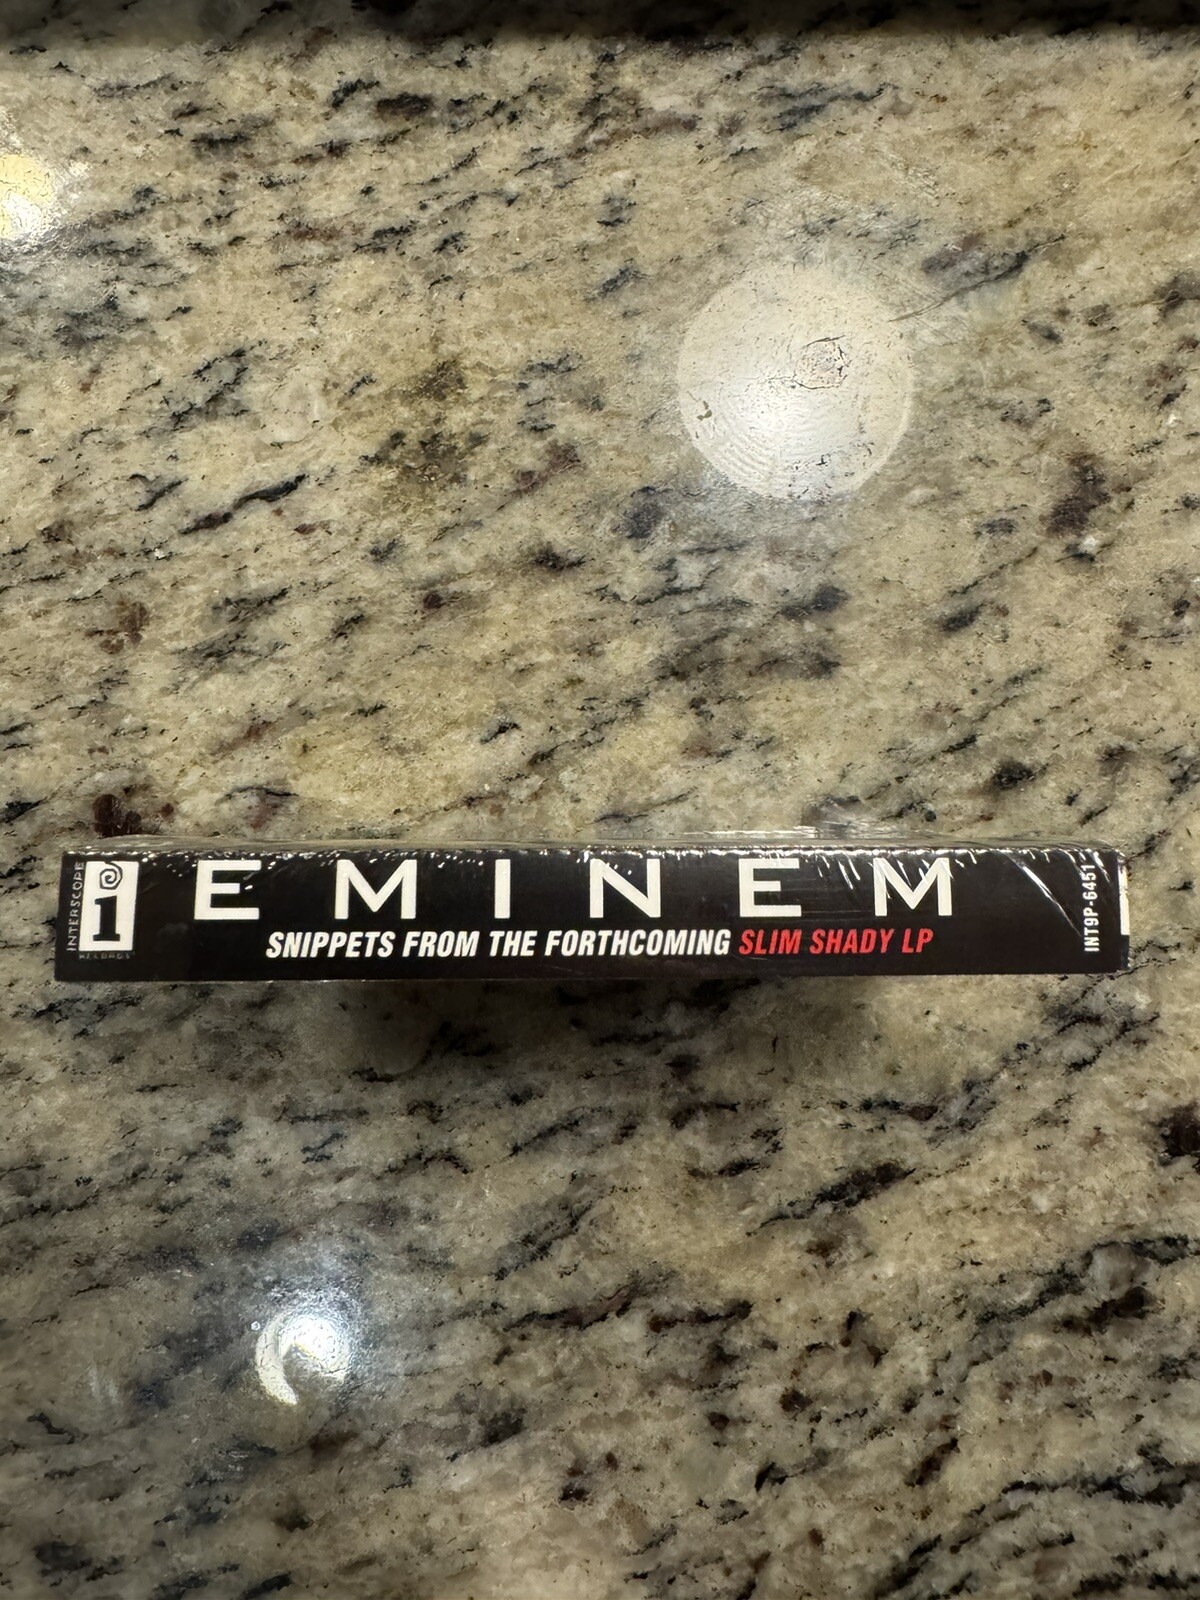 INTERSCOPE
RECORDS
EMINEM
SNIPPETS FROM THE FORTHCOMING SLIM SHADY LP
INT9P-6451